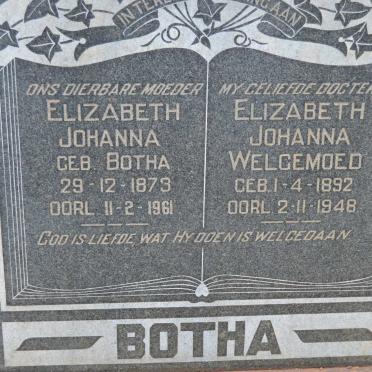 ONS DIERBARE MOEDER
ELIZABETH
JOHANNA
GEB. BOTHA
29-12-1873
OORL. 11-2-1961
MY GELIEFDE DOGTER
ELIZABETH
JOHANNA
WELGEMOED
GEB. 1-4-1892
OORL. 2-11-1948
GOD IS LIEFDE, WAT HY DOEN IS WELGEDAAN.
BOTHA